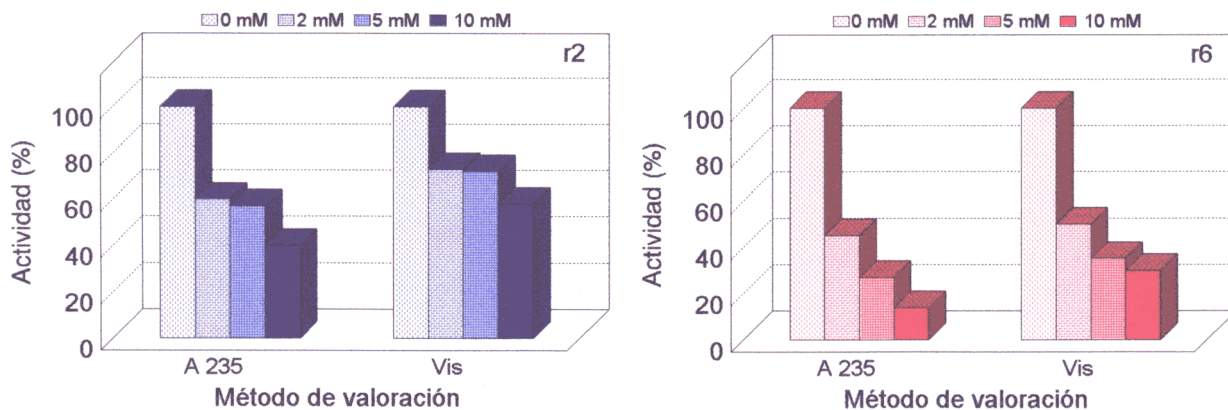 0 mM 2 mM 5 mM 10 mM
r2
Actividad (%)
100
80
60
40
20
0
A 235 Vis
Método de valoración
0 mM 2 mM 5 mM 10 mM
r6
Actividad (%)
100
80
60
40
20
0
A 235 Vis
Método de valoración